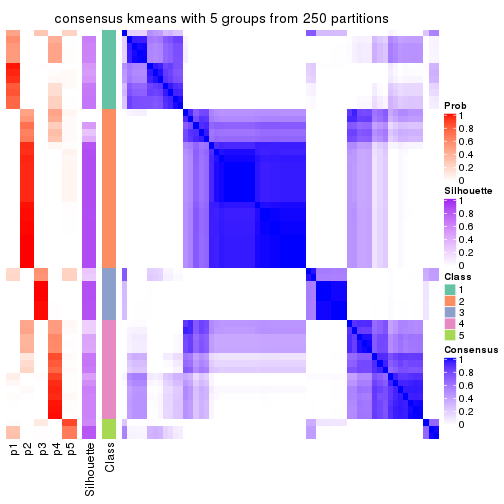 consensus kmeans with 5 groups from 250 partitions
Prob
1
0.8
0.6
0.4
0.2
0
Silhouette
1
0.8
0.6
0.4
0.2
0
Class
1
2
3
4
5
Consensus
1
0.8
0.6
0.4
0.2
0
p1
p2
p3
p4
p5
Silhouette
Class